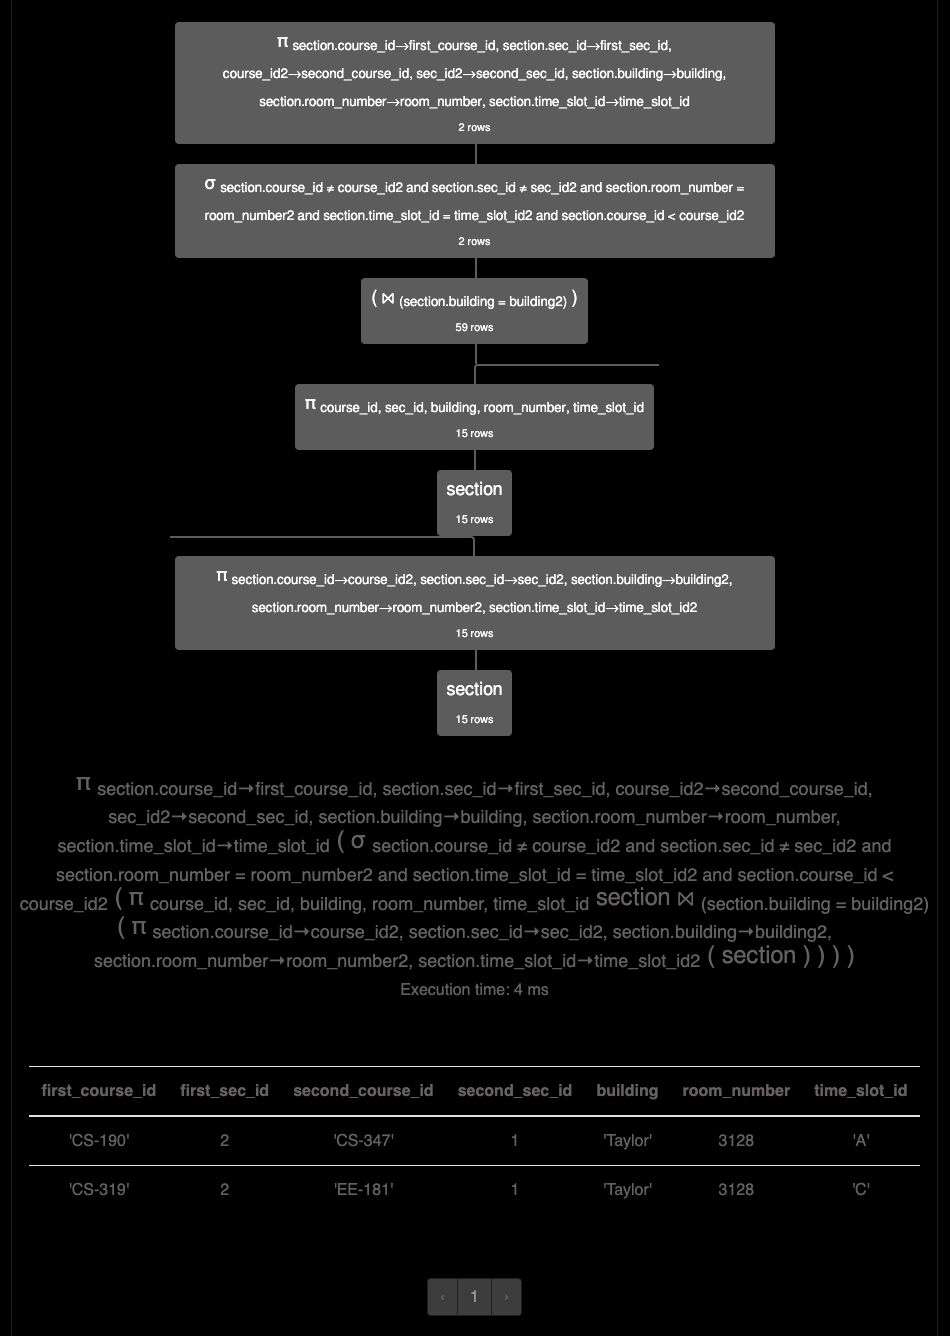 π section.course_id→first_course_id, section.sec_id→first_sec_id,
course_id2→second_course_id, sec_id2→second_sec_id, section.building→building,
section.room_number→room_number, section.time_slot_id→time_slot_id
2 rows
σ section.course_id ≠ course_id2 and section.sec_id ≠ sec_id2 and section.room_number =
room_number2 and section.time_slot_id = time_slot_id2 and section.course_id < course_id2
2 rows
( ⋈ (section.building = building2) )
59 rows
π course_id, sec_id, building, room_number, time_slot_id
15 rows
section
15 rows
π section.course_id→course_id2, section.sec_id→sec_id2, section.building→building2,
section.room_number→room_number2, section.time_slot_id→time_slot_id2
15 rows
section
15 rows
π section.course_id→first_course_id, section.sec_id→first_sec_id, course_id2→second_course_id,
sec_id2→second_sec_id, section.building→building, section.room_number→room_number,
section.time_slot_id→time_slot_id ( σ section.course_id ≠ course_id2 and section.sec_id ≠ sec_id2 and
section.room_number = room_number2 and section.time_slot_id = time_slot_id2 and section.course_id <
course_id2 ( π course_id, sec_id, building, room_number, time_slot_id section ⋈ (section.building = building2)
( π section.course_id→course_id2, section.sec_id→sec_id2, section.building→building2,
section.room_number→room_number2, section.time_slot_id→time_slot_id2 ( section ) ) ) )
Execution time: 4 ms
first_course_id first_sec_id second_course_id second_sec_id building room_number time_slot_id
'CS-190' 2 'CS-347' 1 'Taylor' 3128 'A'
'CS-319' 2 'EE-181' 1 'Taylor' 3128 'C'
‹ 1 ›